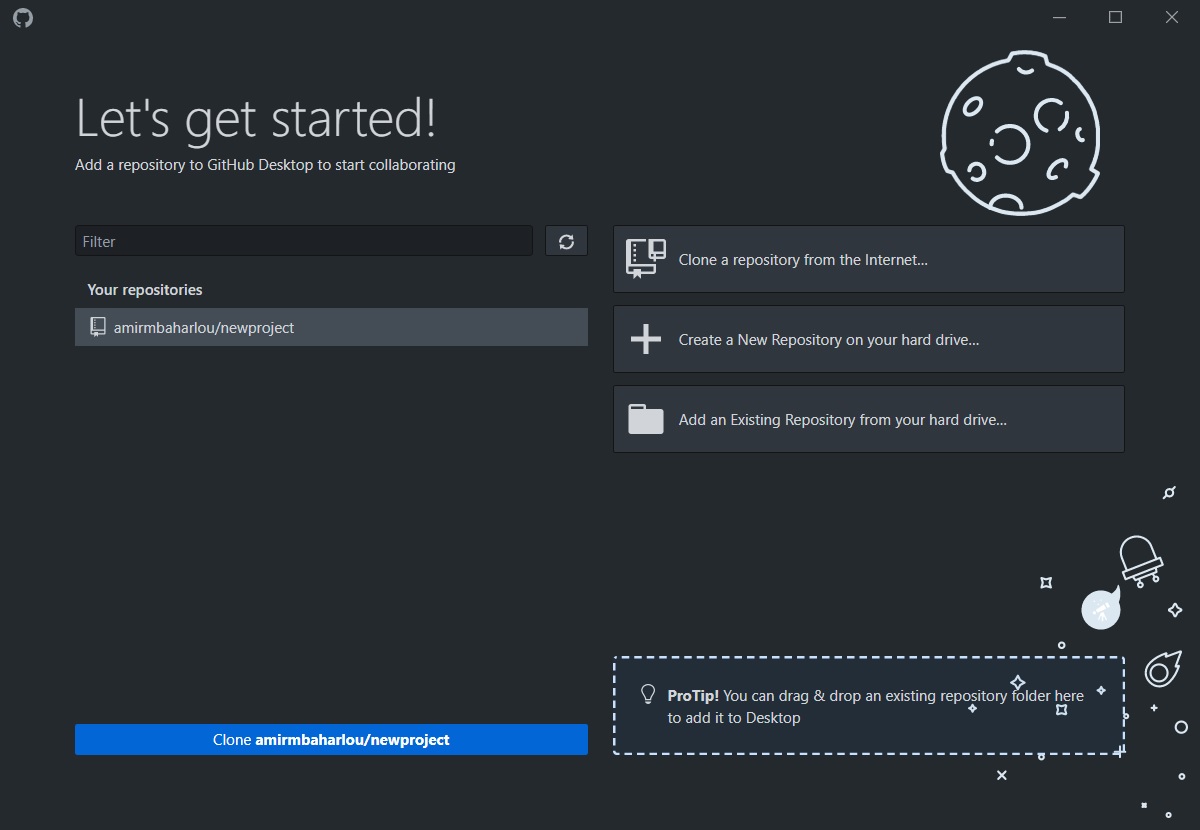 Let's get started!
Add a repository to GitHub Desktop to start collaborating
Filter
Your repositories
amirmbaharlou/newproject
Clone amirmbaharlou/newproject
Clone a repository from the Internet...
Create a New Repository on your hard drive...
Add an Existing Repository from your hard drive...
ProTip! You can drag & drop an existing repository folder here
to add it to Desktop